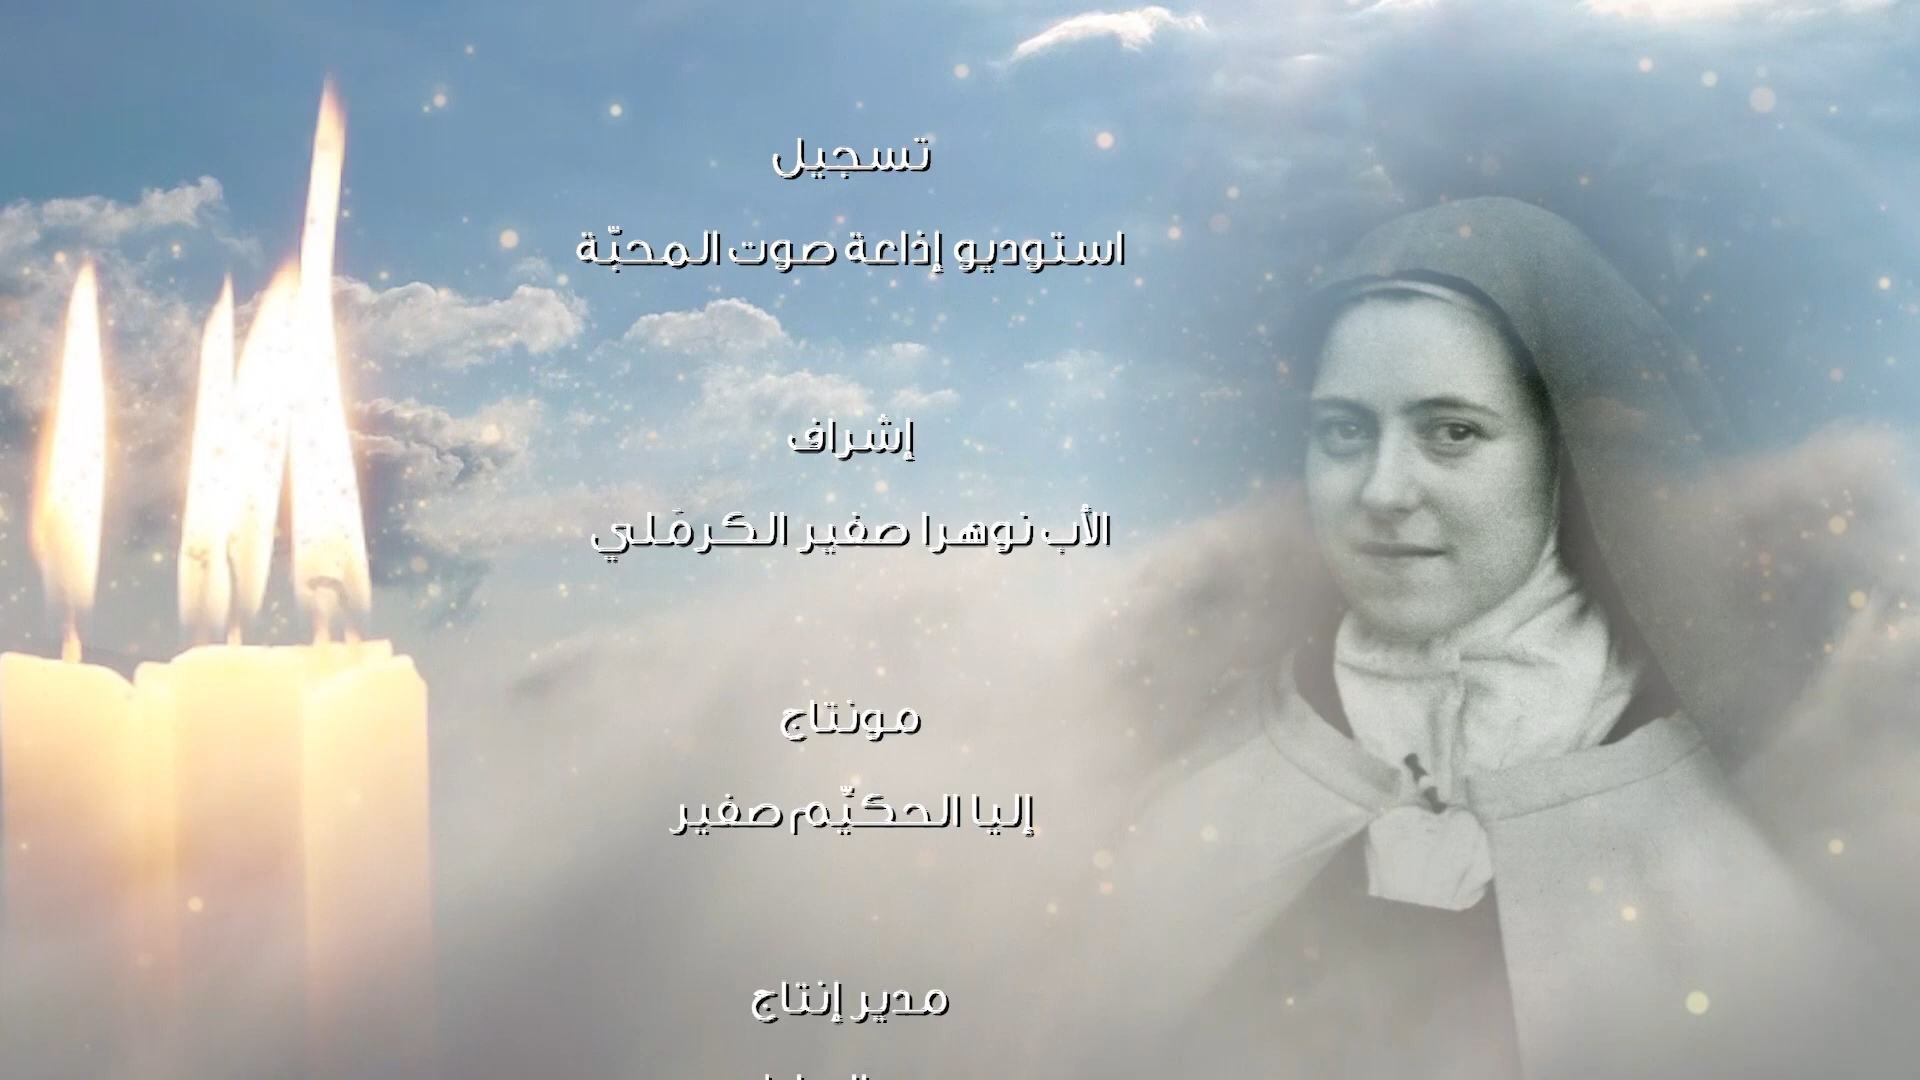 تسجيل
استوديو إذاعة صوت المحبّة
إشراف
الأب نوهرا صفير الكرمَلي
مونتاج
إليا الحكيّم صفير
مدير إنتاج